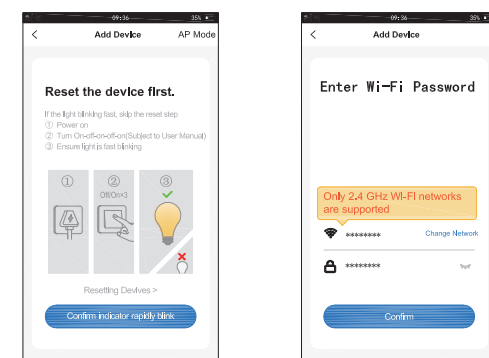 09:36 35%
Add Device AP Mode
Reset the device first.
If the light blinking fast, skip the reset step
① Power on
② Turn On-off-on-off-on(Subject to User Manual)
③ Ensure light is fast blinking
① ② ③
Off/On×3
Resetting Devives >
Confirm indicator rapidly blink
09:36 35%
Add Device
Enter Wi-Fi Password
Only 2.4 GHz WI-FI networks
are supported
******** Change Network
********
Confirm